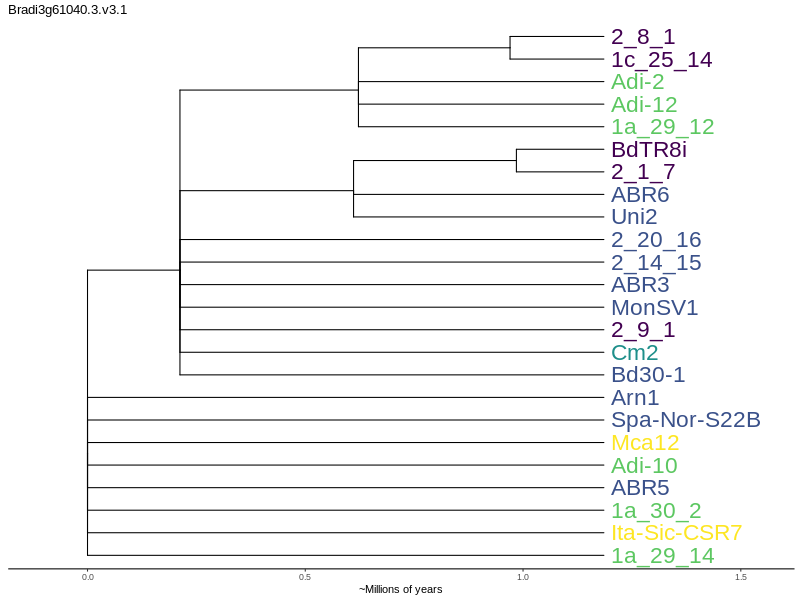 Bradi3g61040.3.v3.1
2_8_1
1c_25_14
Adi-2
Adi-12
1a_29_12
BdTR8i
2_1_7
ABR6
Uni2
2_20_16
2_14_15
ABR3
MonSV1
2_9_1
Cm2
Bd30-1
Arn1
Spa-Nor-S22B
Mca12
Adi-10
ABR5
1a_30_2
Ita-Sic-CSR7
1a_29_14
0.0 0.5 1.0 1.5
~Millions of years